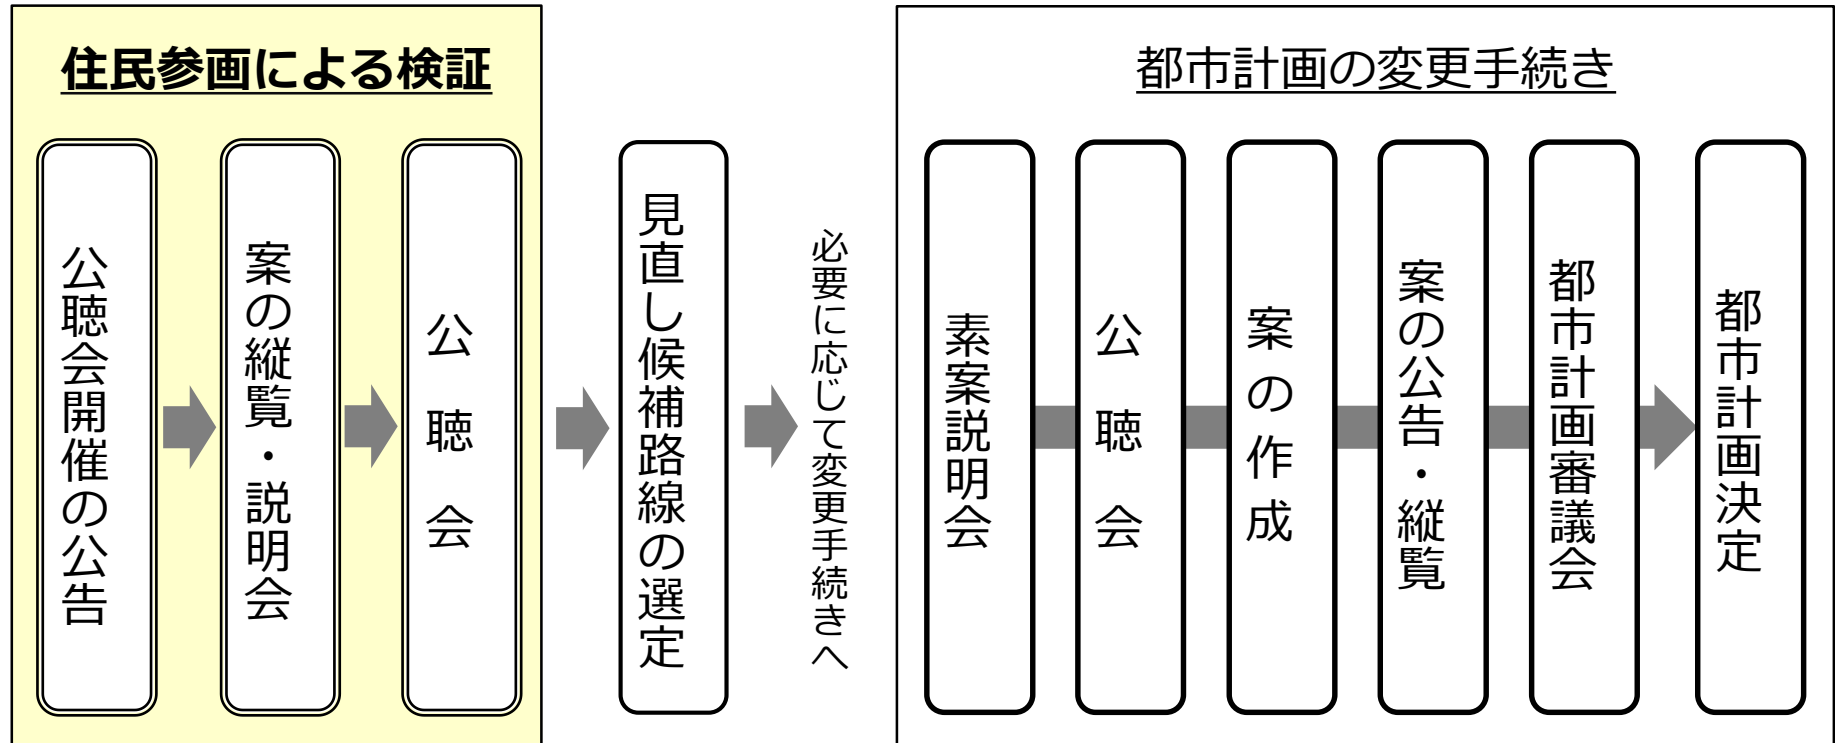 住民参画による検証
公聴会開催の公告
案の縦覧・説明会
公聴会
見直し候補路線の選定
必要に応じて変更手続きへ
都市計画の変更手続き
素案説明会
公聴会
案の作成
案の公告・縦覧
都市計画審議会
都市計画決定